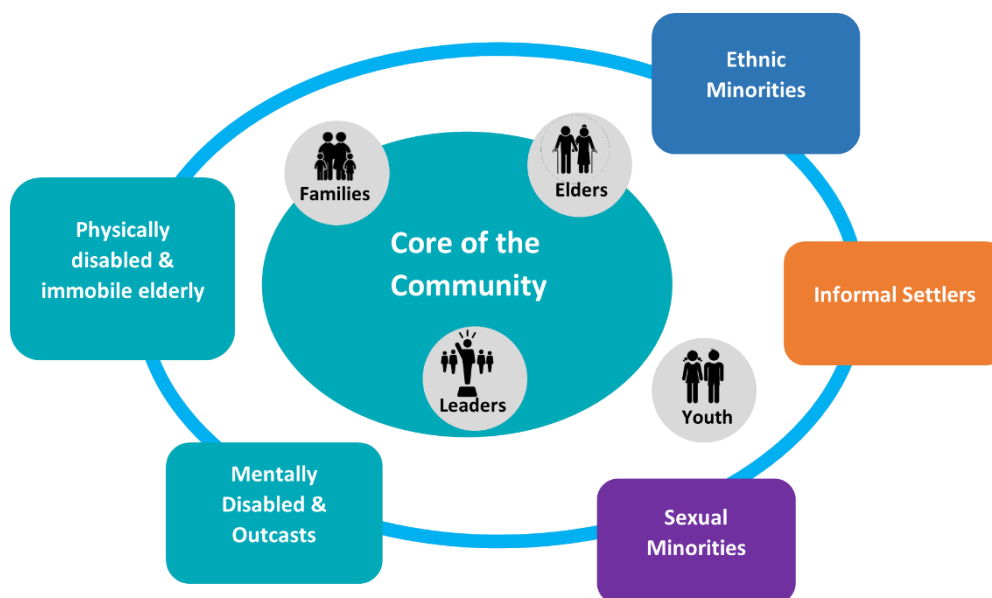 Ethnic
Minorities
Families
Elders
Physically
disabled &
immobile elderly
Core of the
Community
Informal Settlers
Leaders
Youth
Mentally
Disabled &
Outcasts
Sexual
Minorities